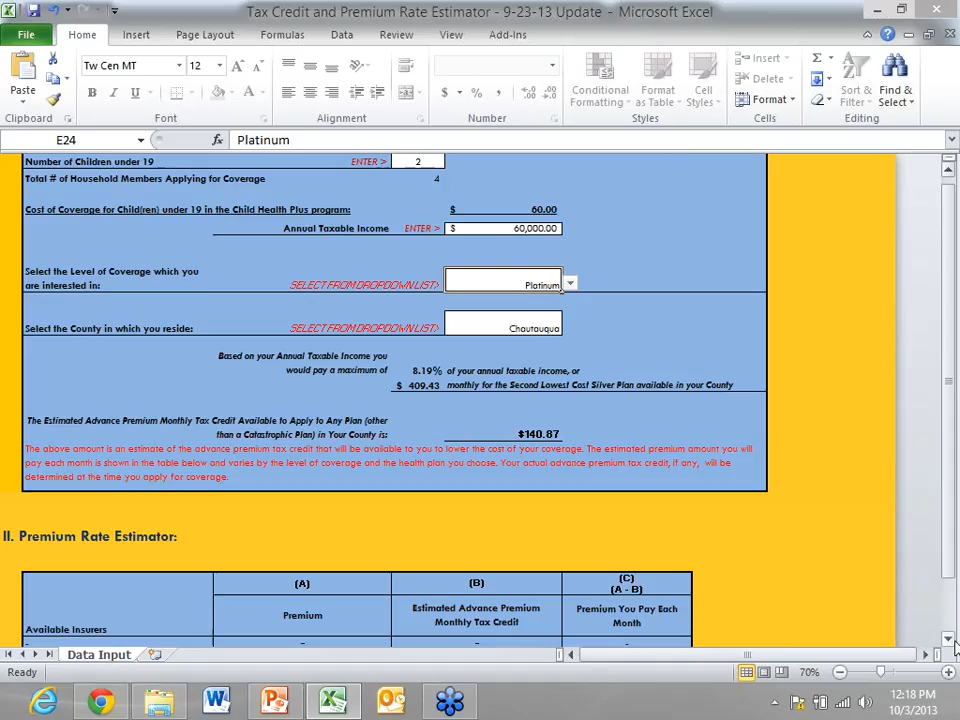 Tax Credit and Premium Rate Estimator - 9-23-13 Update - Microsoft Excel
File Home Insert Page Layout Formulas Data Review View Add-Ins
Paste
Tw Cen MT 12
B I U
Conditional Formatting
Format as Table
Cell Styles
Insert
Delete
Format
Sort & Filter
Find & Select
Clipboard Font Alignment Number Styles Cells Editing
E24 fx Platinum
Number of Children under 19 ENTER > 2
Total # of Household Members Applying for Coverage 4
Cost of Coverage for Child(ren) under 19 in the Child Health Plus program: $ 60.00
Annual Taxable Income ENTER > $ 60,000.00
Select the Level of Coverage which you
are interested in: SELECT FROM DROPDOWN LIST> Platinum
Select the County in which you reside: SELECT FROM DROPDOWN LIST> Chautauqua
Based on your Annual Taxable Income you
would pay a maximum of 8.19% of your annual taxable income, or
$ 409.43 monthly for the Second Lowest Cost Silver Plan available in your County
The Estimated Advance Premium Monthly Tax Credit Available to Apply to Any Plan (other
than a Catastrophic Plan) in Your County is: $140.87
The above amount is an estimate of the advance premium tax credit that will be available to you to lower the cost of your coverage. The estimated premium amount you will
pay each month is shown in the table below and varies by the level of coverage and the health plan you choose. Your actual advance premium tax credit, if any, will be
determined at the time you apply for coverage.
II. Premium Rate Estimator:
(A) (B) (C)
(A - B)
Available Insurers
Premium
Estimated Advance Premium
Monthly Tax Credit
Premium You Pay Each
Month
- - - -
Data Input
Ready 70%
12:18 PM
10/3/2013